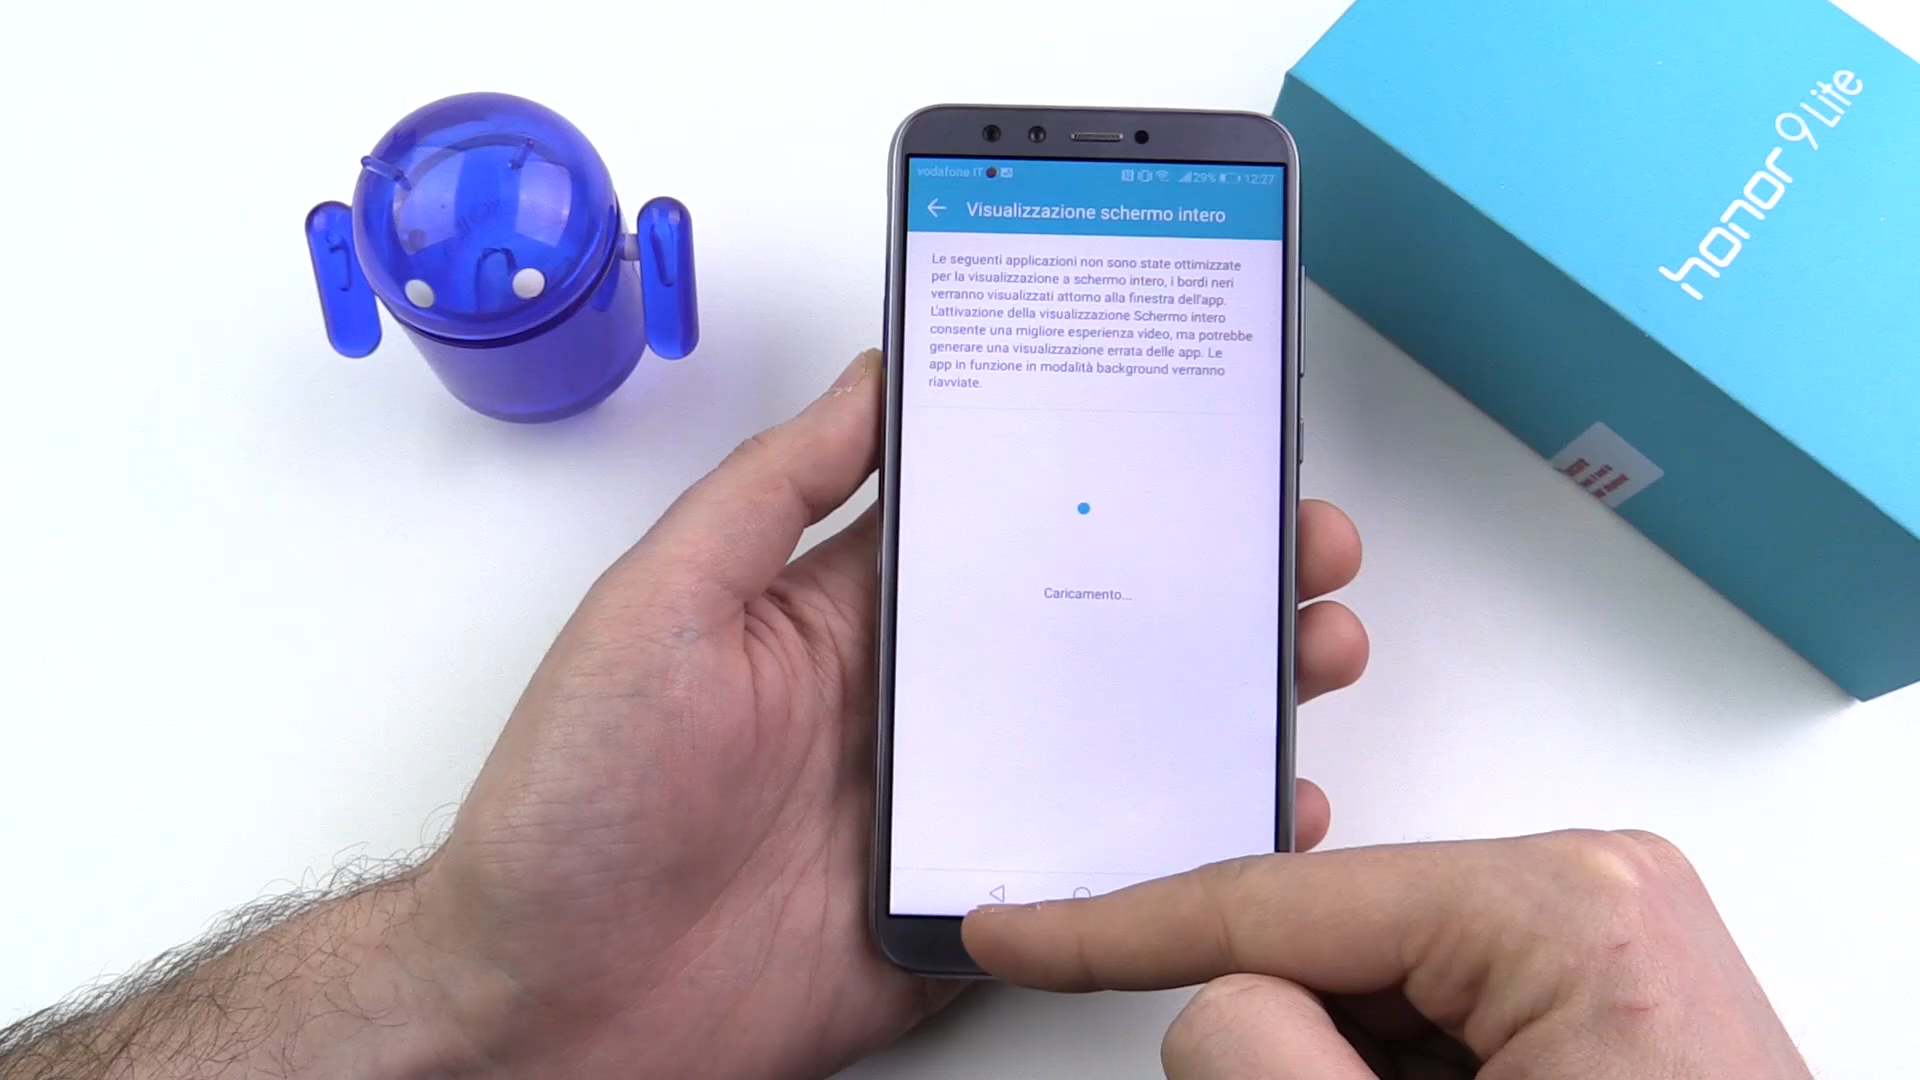 vodafone IT
29% 12:27
Visualizzazione schermo intero
Le seguenti applicazioni non sono state ottimizzate
per la visualizzazione a schermo intero, i bordi neri
verranno visualizzati attorno alla finestra dell'app.
L'attivazione della visualizzazione Schermo intero
consente una migliore esperienza video, ma potrebbe
generare una visualizzazione errata delle app. Le
app in funzione in modalità background verranno
riavviate.
Caricamento...
honor 9 Lite